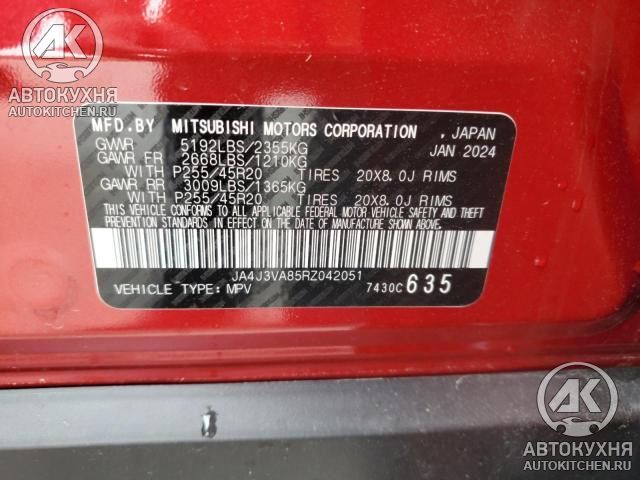 АВТОКУХНЯ
AUTOKITCHEN.RU
MFD.BY MITSUBISHI MOTORS CORPORATION , JAPAN
GVWR 5192LBS/2355KG JAN 2024
GAWR FR 2668LBS/1210KG
WITH P255/45R20 TIRES 20X8.0J RIMS
GAWR RR 3009LBS/1365KG
WITH P255/45R20 TIRES 20X8.0J RIMS
THIS VEHICLE CONFORMS TO ALL APPLICABLE FEDERAL MOTOR VEHICLE SAFETY AND THEFT
PREVENTION STANDARDS IN EFFECT ON THE DATE OF MANUFACTURE SHOWN ABOVE.
JA4J3VA85RZ042051
VEHICLE TYPE: MPV 7430C 635
АК
АВТОКУХНЯ
AUTOKITCHEN.RU